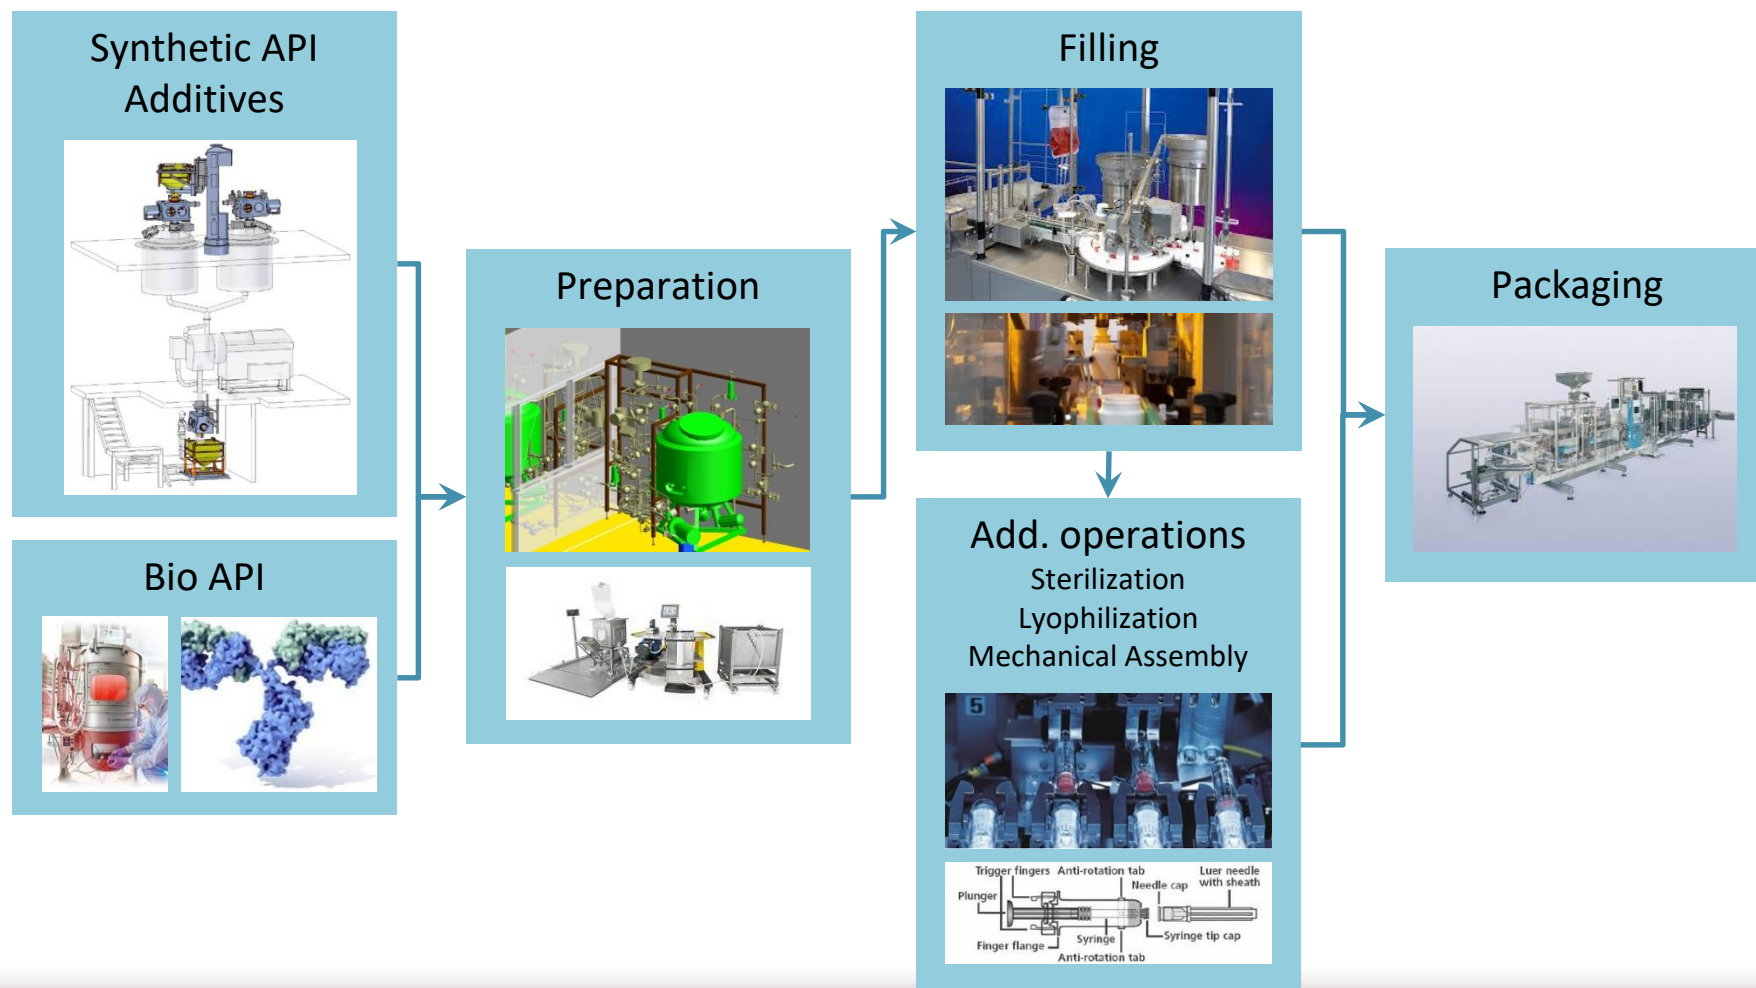 Synthetic API
Additives
Bio API
Preparation
Filling
Add. operations
Sterilization
Lyophilization
Mechanical Assembly
5
Trigger fingers
Anti-rotation tab
Luer needle
with sheath
Needle cap
Plunger
Syringe tip cap
Syringe
Finger flange
Anti-rotation tab
Packaging